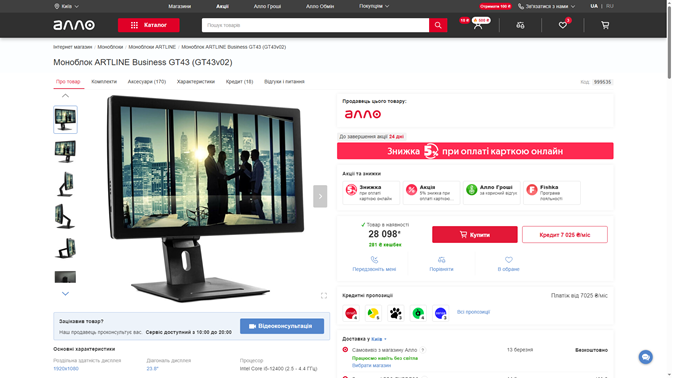 Київ
Магазини
Акції
Алло Гроші
Алло Обмін
Покупцям
Отримати 100 ₴
Зв'язатися з нами
UA | RU
алло
Каталог
Пошук товарів
Інтернет магазин
Моноблоки
Моноблоки ARTLINE
Моноблок ARTLINE Business GT43 (GT43v02)
Моноблок ARTLINE Business GT43 (GT43v02)
Про товар
Комплекти
Аксесуари (170)
Характеристики
Кредит (18)
Відгуки і питання
Код: 999535
Продавець цього товару:
алло
До завершення акції 24 дні
Знижка 5% при оплаті карткою онлайн
Акції та знижки
Знижка
при оплаті карткою онлайн
Акція
5% знижка при оплаті карткою...
Алло Гроші
на корисний відгук
Fishka
Програма лояльності
Товар в наявності
28 098₴
281 ₴ кешбек
Купити
Кредит 7 025 ₴/міс
Передзвоніть мені
Порівняти
В обране
Кредитні пропозиції
Платіж від 7025 ₴/міс
Всі пропозиції
Зацікавив товар?
Наш продавець проконсультує вас. Сервіс доступний з 10:00 до 20:00
Відеоконсультація
Основні характеристики
Роздільна здатність дисплея
1920x1080
Діагональ дисплея
23.8"
Процесор
Intel Core i5-12400 (2.5 - 4.4 ГГц)
Доставка у Київ
Самовивіз з магазину Алло
13 березня
Безкоштовно
Працюємо навіть без світла
Вибрати магазин